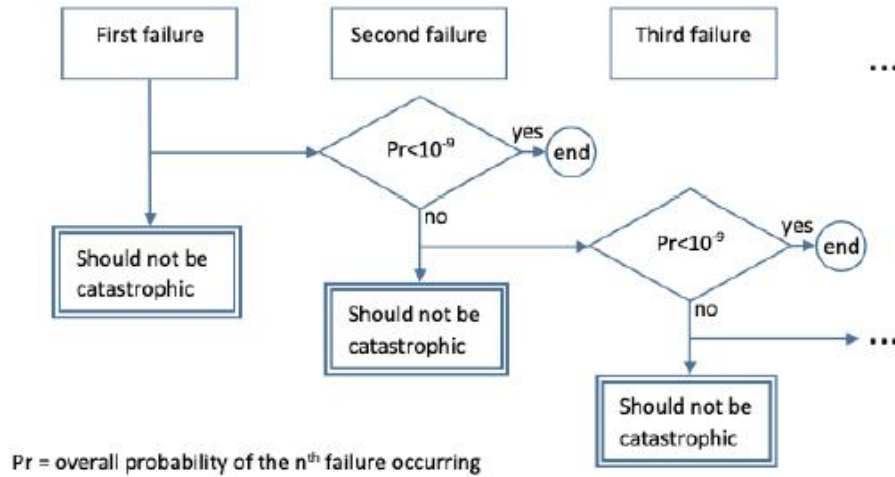 First failure
Second failure
Third failure
...
Pr<10⁻⁹
yes
end
no
Should not be
catastrophic
Pr<10⁻⁹
yes
end
no
Should not be
catastrophic
...
Should not be
catastrophic
Pr = overall probability of the nᵗʰ failure occurring